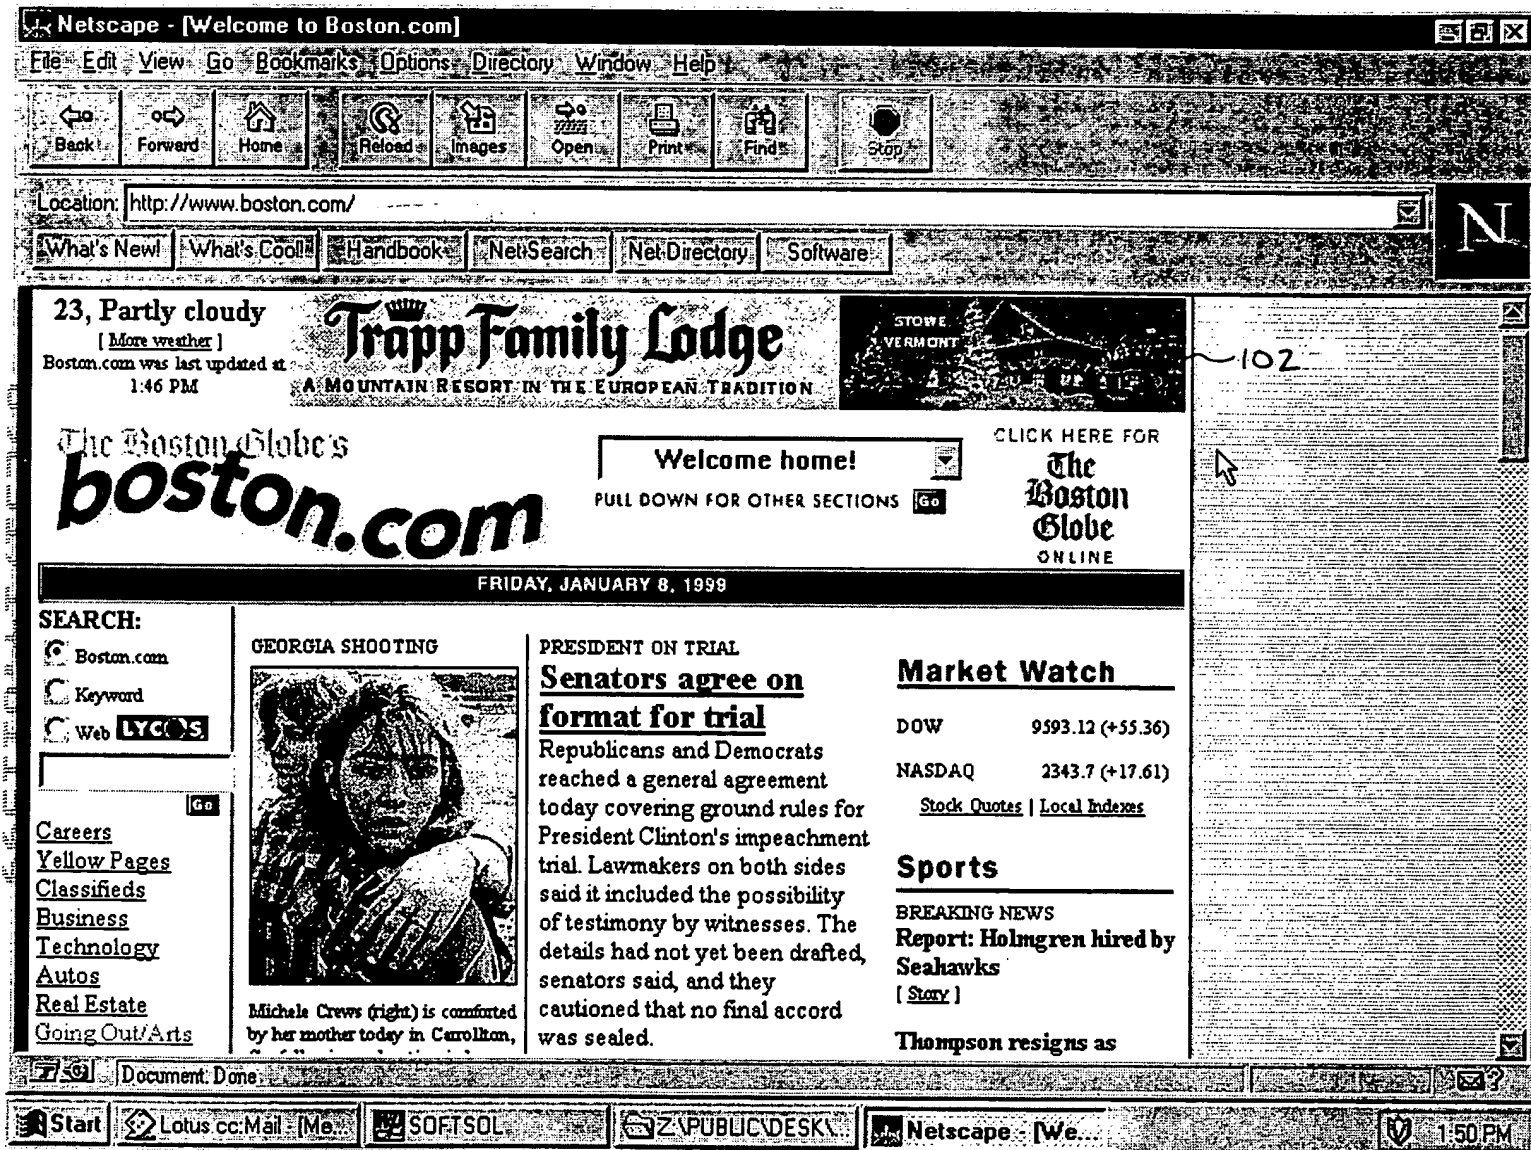 Netscape - [Welcome to Boston.com]
File Edit View Go Bookmarks Options Directory Window Help
Back Forward Home Reload Images Open Print Find Stop
Location: http://www.boston.com/
N
What's New! What's Cool! Handbook Net Search Net Directory Software
23, Partly cloudy
[ More weather ]
Boston.com was last updated at
1:46 PM
Trapp Family Lodge
A MOUNTAIN RESORT IN THE EUROPEAN TRADITION
STOWE
VERMONT
102
The Boston Globe's
boston.com
Welcome home!
PULL DOWN FOR OTHER SECTIONS Go
CLICK HERE FOR
The
Boston
Globe
ONLINE
FRIDAY, JANUARY 8, 1999
SEARCH:
Boston.com
Keyword
Web LYCOS
Go
Careers
Yellow Pages
Classifieds
Business
Technology
Autos
Real Estate
Going Out/Arts
GEORGIA SHOOTING
Michele Crews (right) is comforted
by her mother today in Carrollton,
PRESIDENT ON TRIAL
Senators agree on
format for trial
Republicans and Democrats
reached a general agreement
today covering ground rules for
President Clinton's impeachment
trial. Lawmakers on both sides
said it included the possibility
of testimony by witnesses. The
details had not yet been drafted,
senators said, and they
cautioned that no final accord
was sealed.
Market Watch
DOW 9593.12 (+55.36)
NASDAQ 2343.7 (+17.61)
Stock Quotes | Local Indexes
Sports
BREAKING NEWS
Report: Holmgren hired by
Seahawks
[ Story ]
Thompson resigns as
Document: Done
Start Lotus cc:Mail - [Me... SOFTSOL Z:\PUBLIC\DESK\... Netscape - [We... 1:50 PM